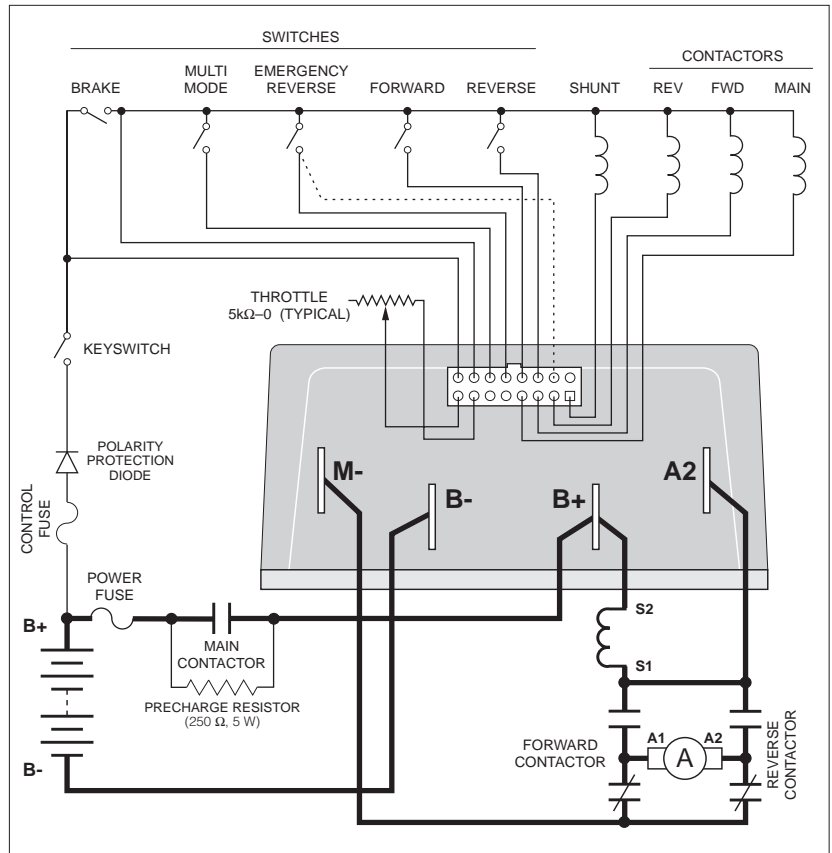 SWITCHES
CONTACTORS
BRAKE
MULTI
MODE
EMERGENCY
REVERSE
FORWARD
REVERSE
SHUNT
REV
FWD
MAIN
THROTTLE
5kΩ–0 (TYPICAL)
KEYSWITCH
POLARITY
PROTECTION
DIODE
CONTROL
FUSE
M-
B-
B+
A2
POWER
FUSE
B+
MAIN
CONTACTOR
PRECHARGE RESISTOR
(250 Ω, 5 W)
S2
S1
FORWARD
CONTACTOR
A1
A
A2
REVERSE
CONTACTOR
B-